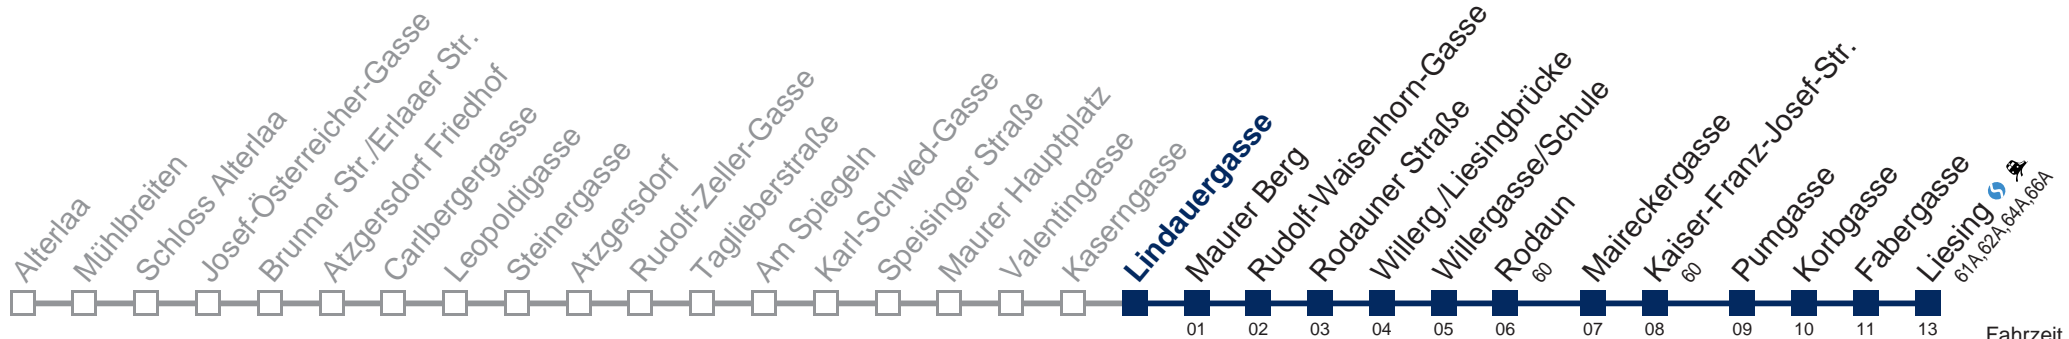 Alterlaa
Mühlbreiten
Schloss Alterlaa
Josef-Österreicher-Gasse
Brunner Str./Erlaaer Str.
Atzgersdorf Friedhof
Carlbergergasse
Leopoldigasse
Steinergasse
Atzgersdorf
Rudolf-Zeller-Gasse
Taglieberstraße
Am Spiegeln
Karl-Schwed-Gasse
Speisinger Straße
Maurer Hauptplatz
Valentingasse
Kaserngasse
Lindauergasse
Maurer Berg
Rudolf-Waisenhorn-Gasse
Rodauner Straße
Willerg./Liesingbrücke
Willergasse/Schule
Rodaun
60
Maireckergasse
Kaiser-Franz-Josef-Str.
60
Purngasse
Korbgasse
Fabergasse
Liesing
61A,62A,64A,66A
01 02 03 04 05 06 07 08 09 10 11 13
Fahrzeit